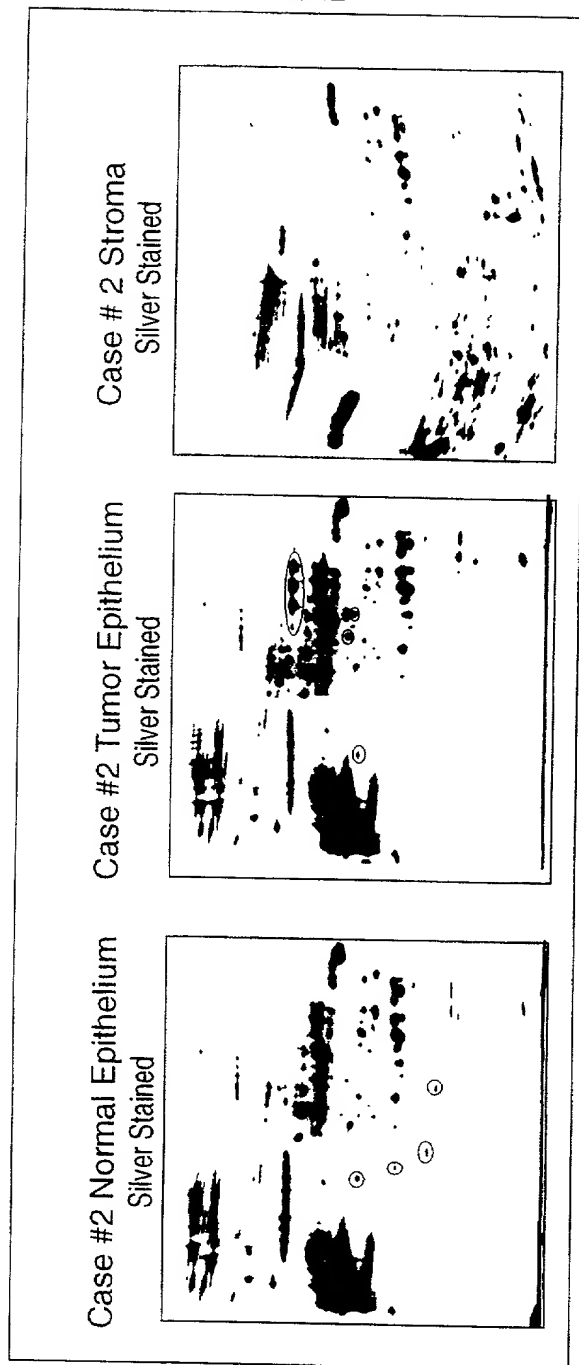 Case #2 Normal Epithelium
Silver Stained
Case #2 Tumor Epithelium
Silver Stained
Case # 2 Stroma
Silver Stained